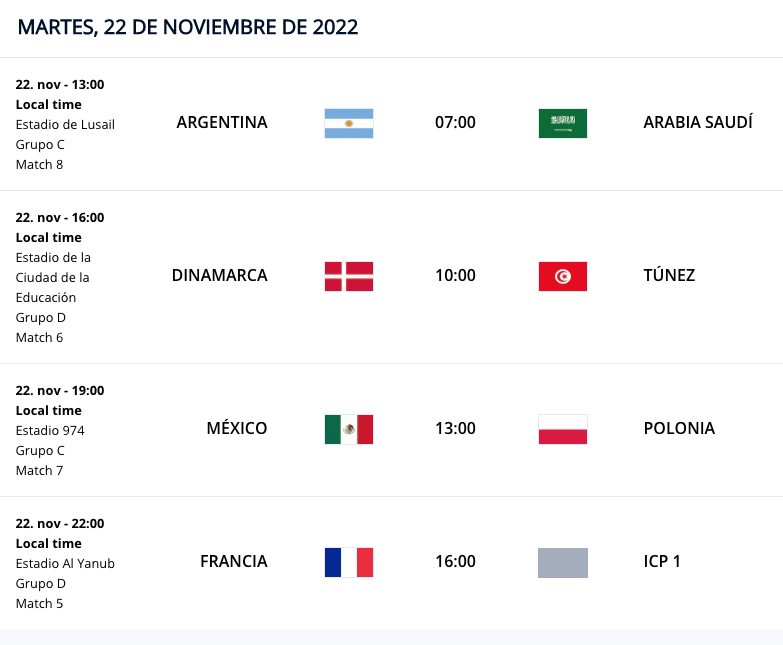 MARTES, 22 DE NOVIEMBRE DE 2022
22. nov - 13:00
Local time
Estadio de Lusail
Grupo C
Match 8
ARGENTINA
07:00
ARABIA SAUDÍ
22. nov - 16:00
Local time
Estadio de la
Ciudad de la
Educación
Grupo D
Match 6
DINAMARCA
10:00
TÚNEZ
22. nov - 19:00
Local time
Estadio 974
Grupo C
Match 7
MÉXICO
13:00
POLONIA
22. nov - 22:00
Local time
Estadio Al Yanub
Grupo D
Match 5
FRANCIA
16:00
ICP 1